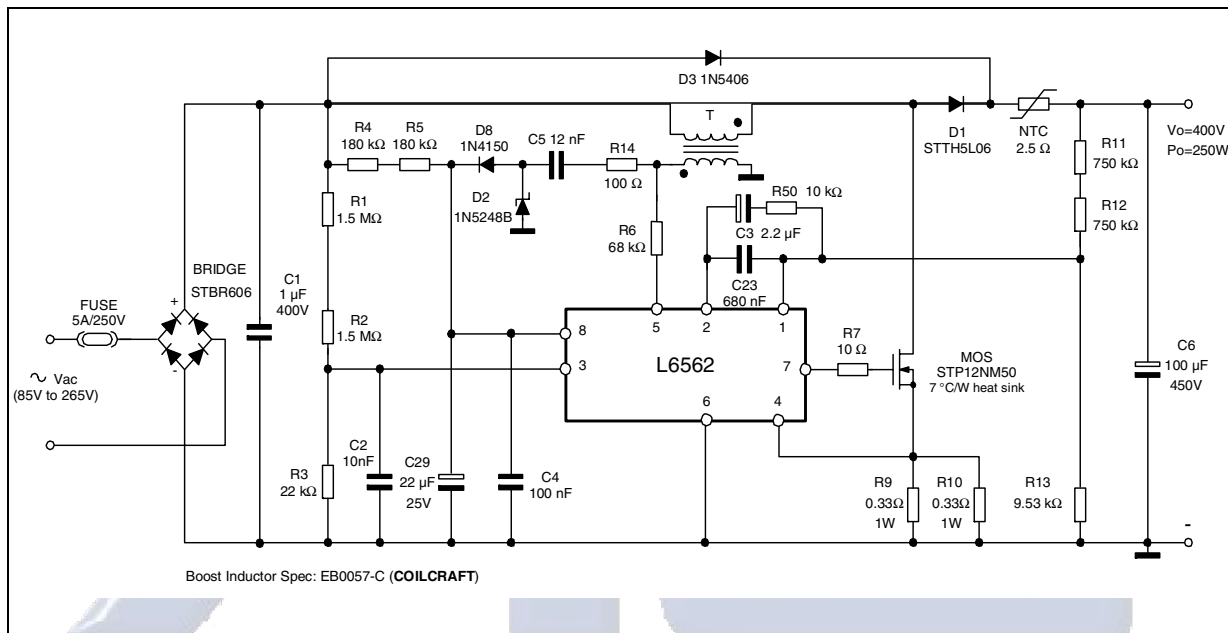 D3 1N5406
T
D1
STTH5L06
NTC
2.5 Ω
Vo=400V
Po=250W
R4
180 kΩ
R5
180 kΩ
D8
1N4150
C5 12 nF
R14
100 Ω
D2
1N5248B
R1
1.5 MΩ
R6
68 kΩ
R50 10 kΩ
C3 2.2 µF
C23
680 nF
R11
750 kΩ
R12
750 kΩ
BRIDGE
STBR606
+
-
C1
1 µF
400V
FUSE
5A/250V
R2
1.5 MΩ
Vac
(85V to 265V)
8
5
2
1
3
L6562
7
6
4
R7
10 Ω
MOS
STP12NM50
7 °C/W heat sink
C6
100 µF
450V
R3
22 kΩ
C2
10nF
C29
22 µF
25V
C4
100 nF
R9
0.33Ω
1W
R10
0.33Ω
1W
R13
9.53 kΩ
-
Boost Inductor Spec: EB0057-C (COILCRAFT)